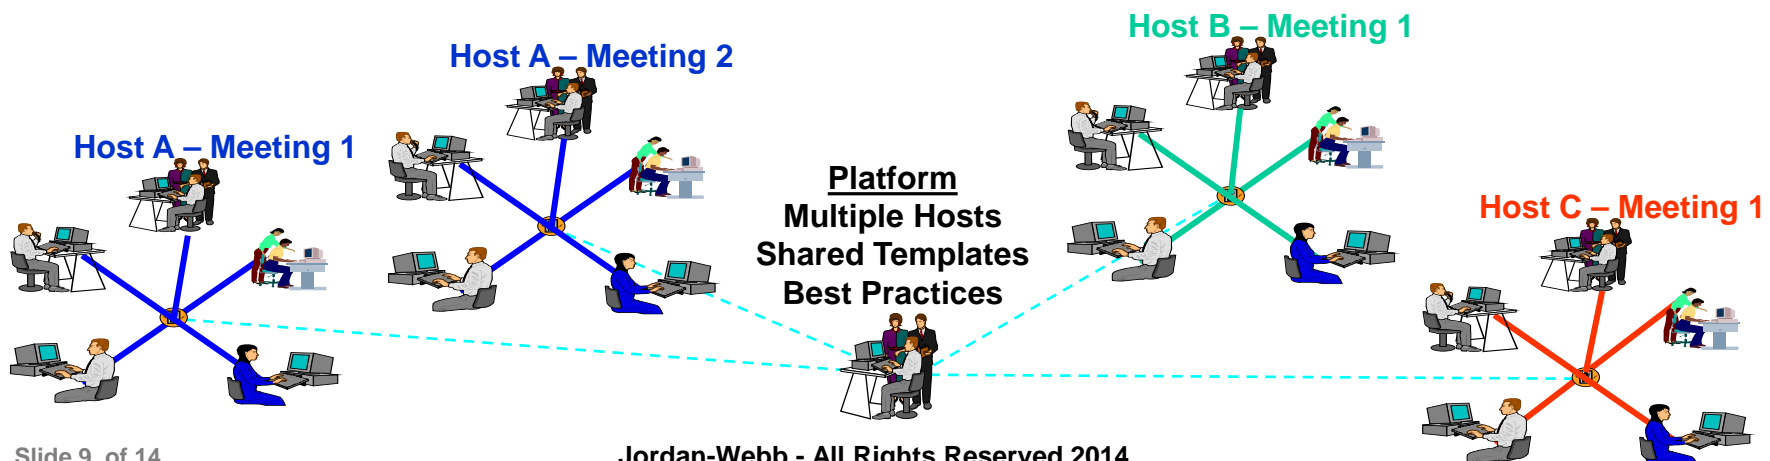 Host B – Meeting 1
Host A – Meeting 2
Host A – Meeting 1
Platform
Multiple Hosts
Shared Templates
Best Practices
Host C – Meeting 1
Slide 9 of 14
Jordan-Webb - All Rights Reserved 2014